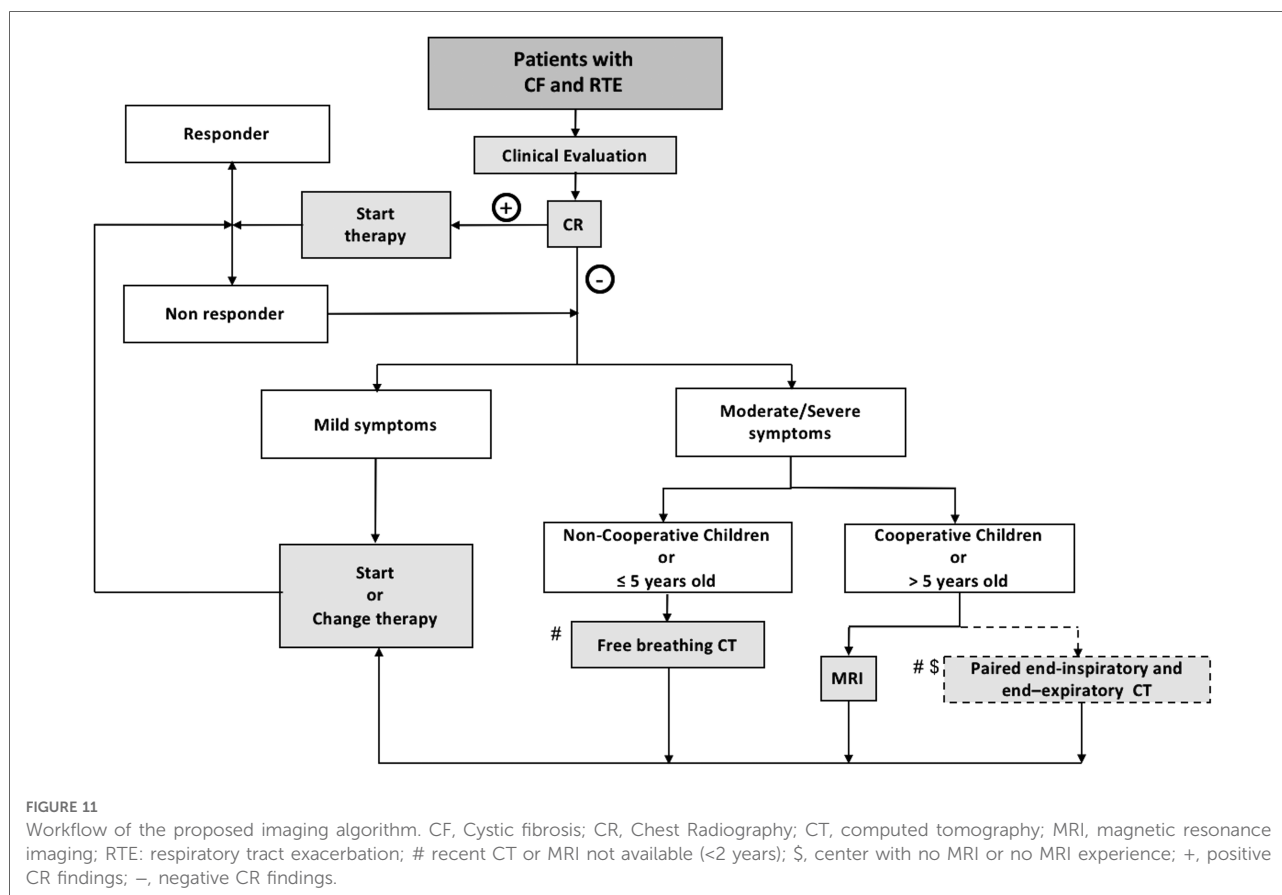 Patients with
CF and RTE
Responder
Clinical Evaluation
Start
therapy
+
CR
-
Non responder
Mild symptoms
Moderate/Severe
symptoms
Non-Cooperative Children
or
≤ 5 years old
Cooperative Children
or
> 5 years old
Start
or
Change therapy
#
Free breathing CT
MRI
# $
Paired end-inspiratory and
end–expiratory CT
FIGURE 11
Workflow of the proposed imaging algorithm. CF, Cystic fibrosis; CR, Chest Radiography; CT, computed tomography; MRI, magnetic resonance
imaging; RTE: respiratory tract exacerbation; # recent CT or MRI not available (<2 years); $, center with no MRI or no MRI experience; +, positive
CR findings; −, negative CR findings.